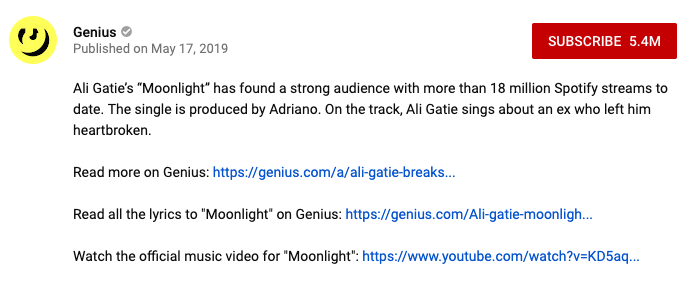 Genius
SUBSCRIBE 5.4M
Published on May 17, 2019
Ali Gatie’s “Moonlight” has found a strong audience with more than 18 million Spotify streams to
date. The single is produced by Adriano. On the track, Ali Gatie sings about an ex who left him
heartbroken.
Read more on Genius: https://genius.com/a/ali-gatie-breaks...
Read all the lyrics to "Moonlight" on Genius: https://genius.com/Ali-gatie-moonligh...
Watch the official music video for "Moonlight": https://www.youtube.com/watch?v=KD5aq...